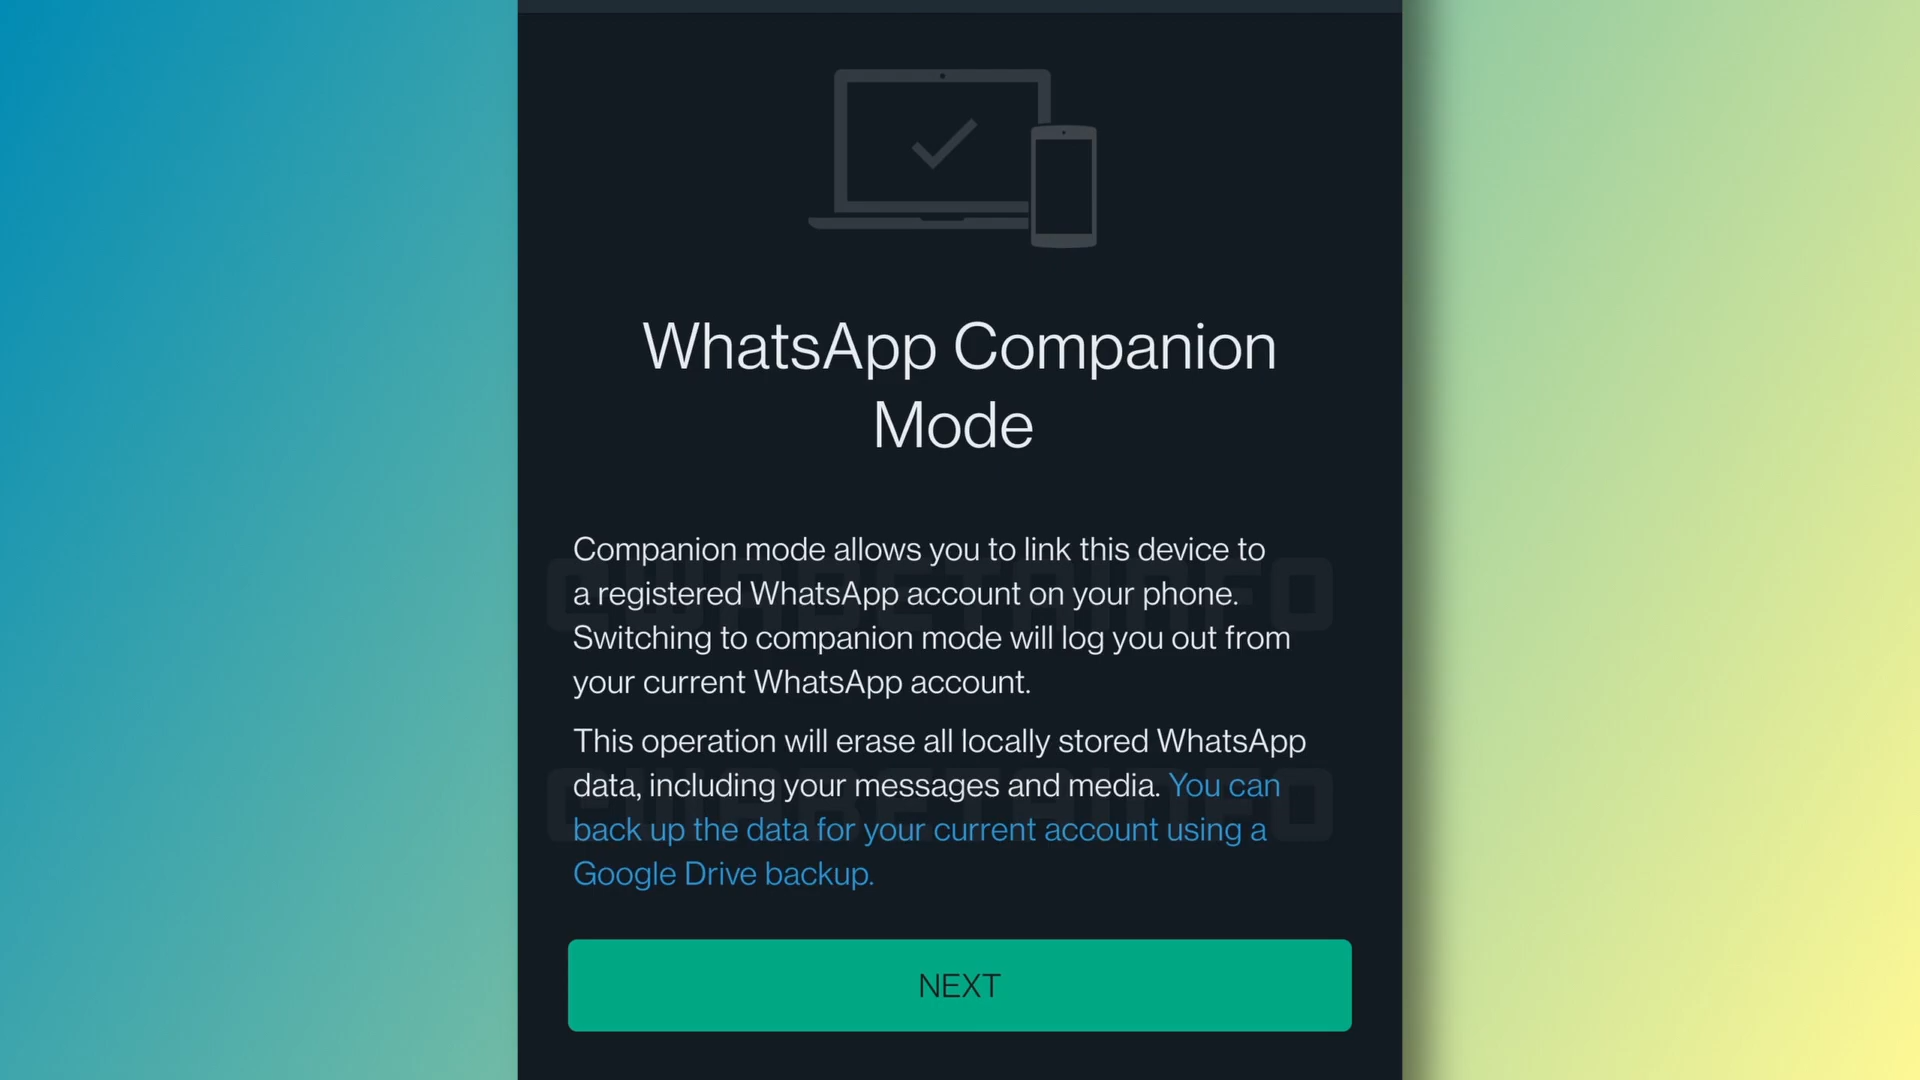 WhatsApp Companion
Mode
Companion mode allows you to link this device to
a registered WhatsApp account on your phone.
Switching to companion mode will log you out from
your current WhatsApp account.
This operation will erase all locally stored WhatsApp
data, including your messages and media. You can
back up the data for your current account using a
Google Drive backup.
NEXT